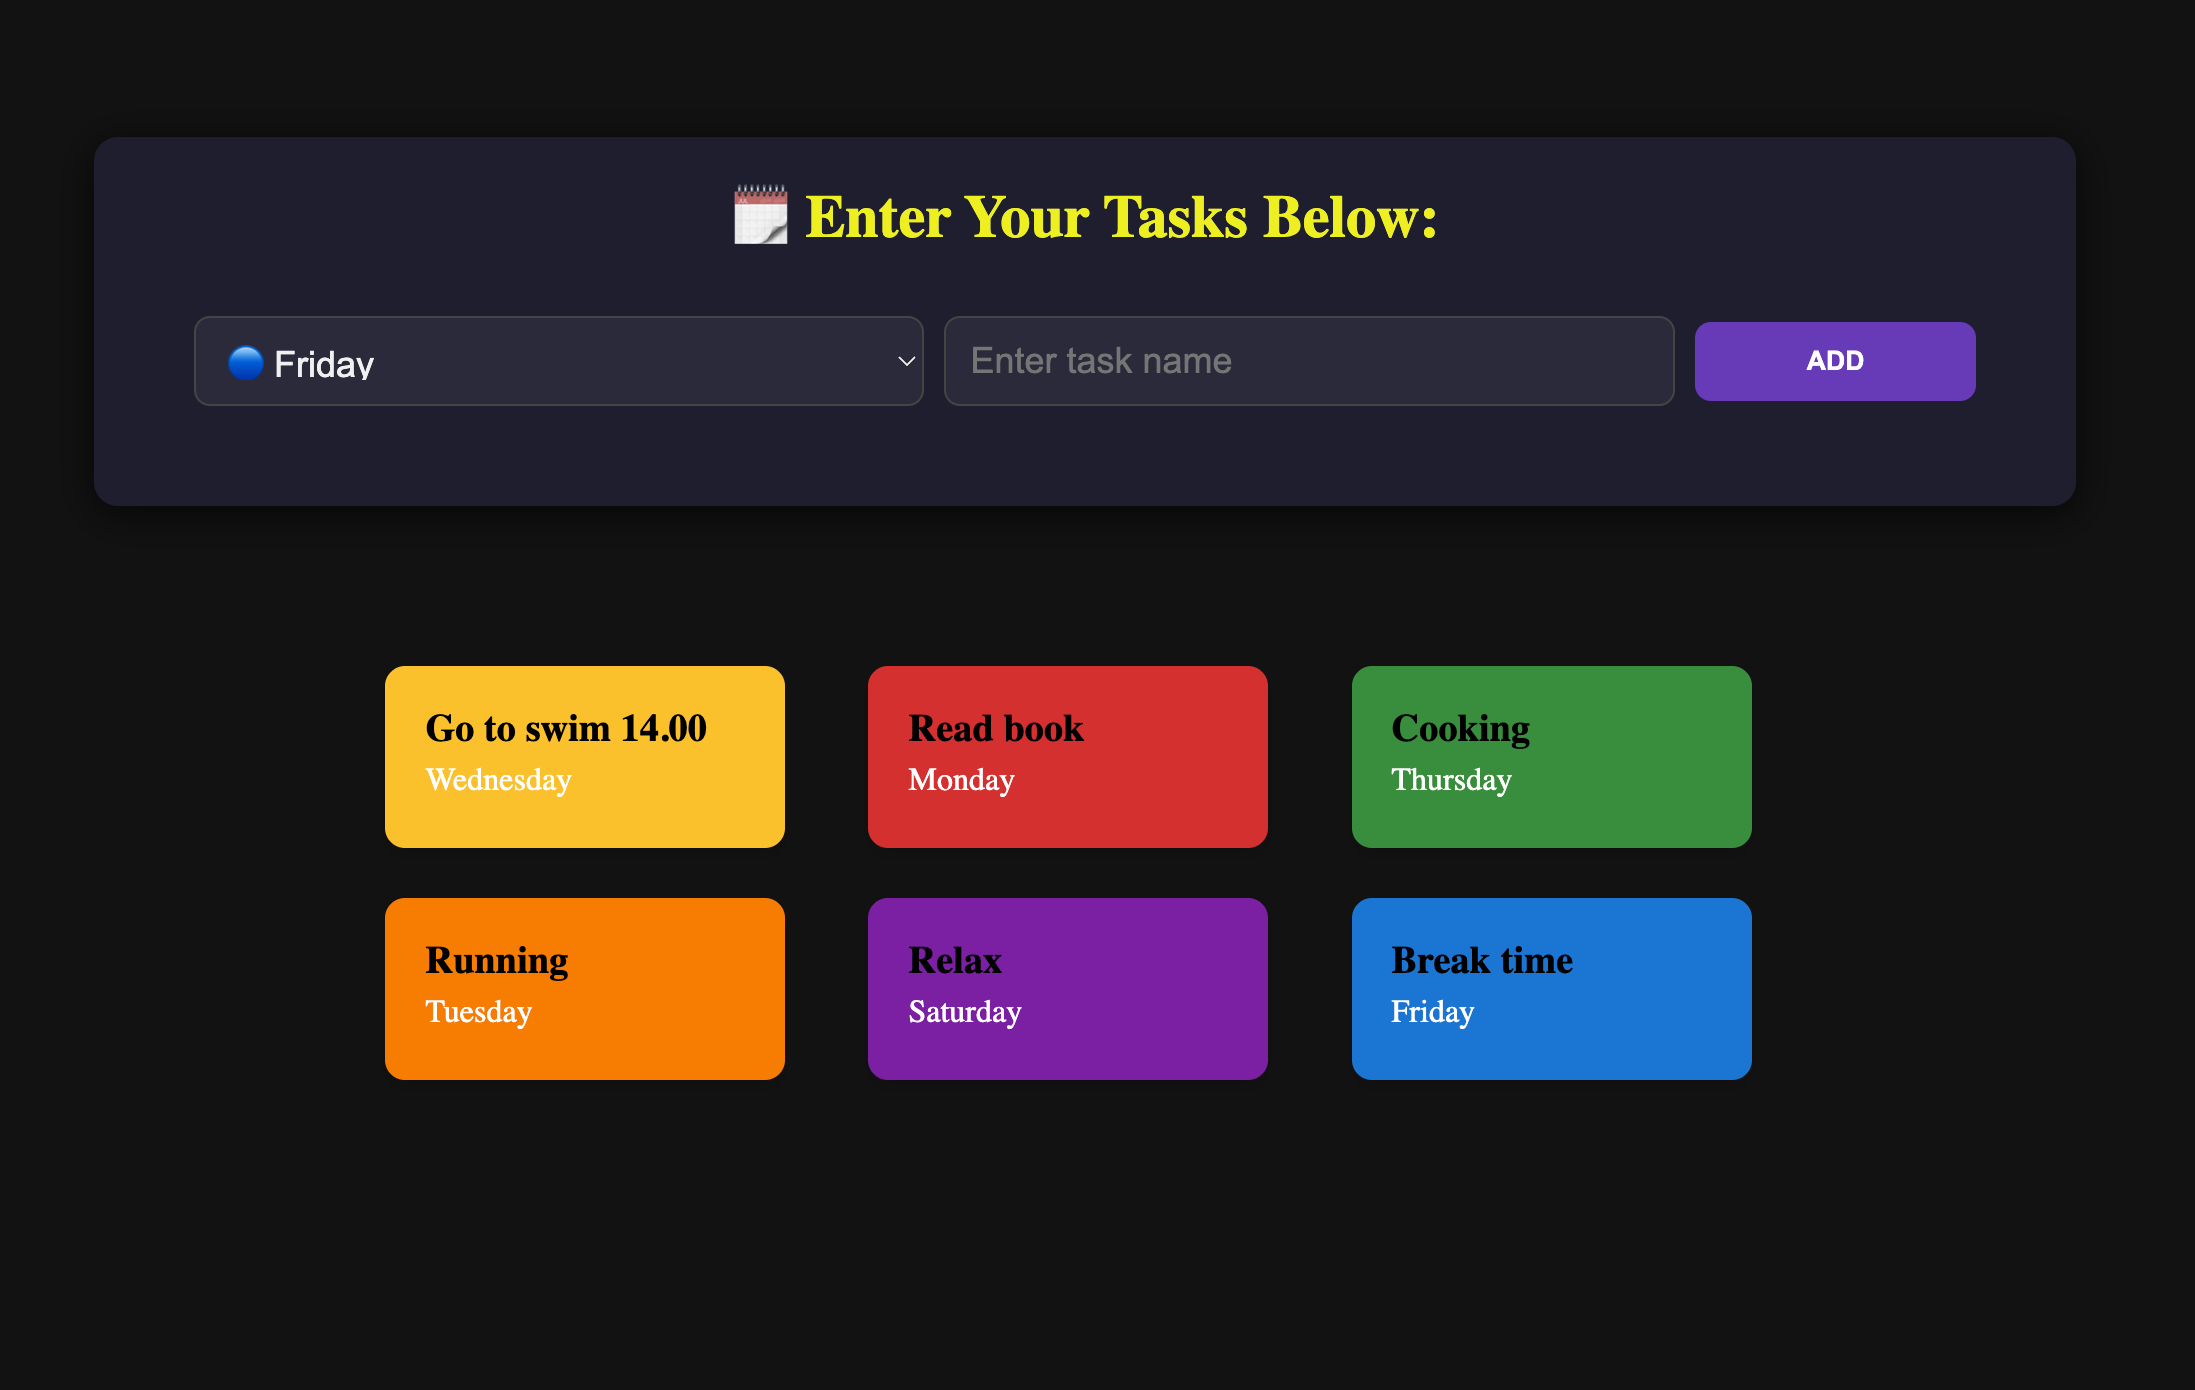 Enter Your Tasks Below:
Friday
Enter task name
ADD
Go to swim 14.00
Wednesday
Read book
Monday
Cooking
Thursday
Running
Tuesday
Relax
Saturday
Break time
Friday